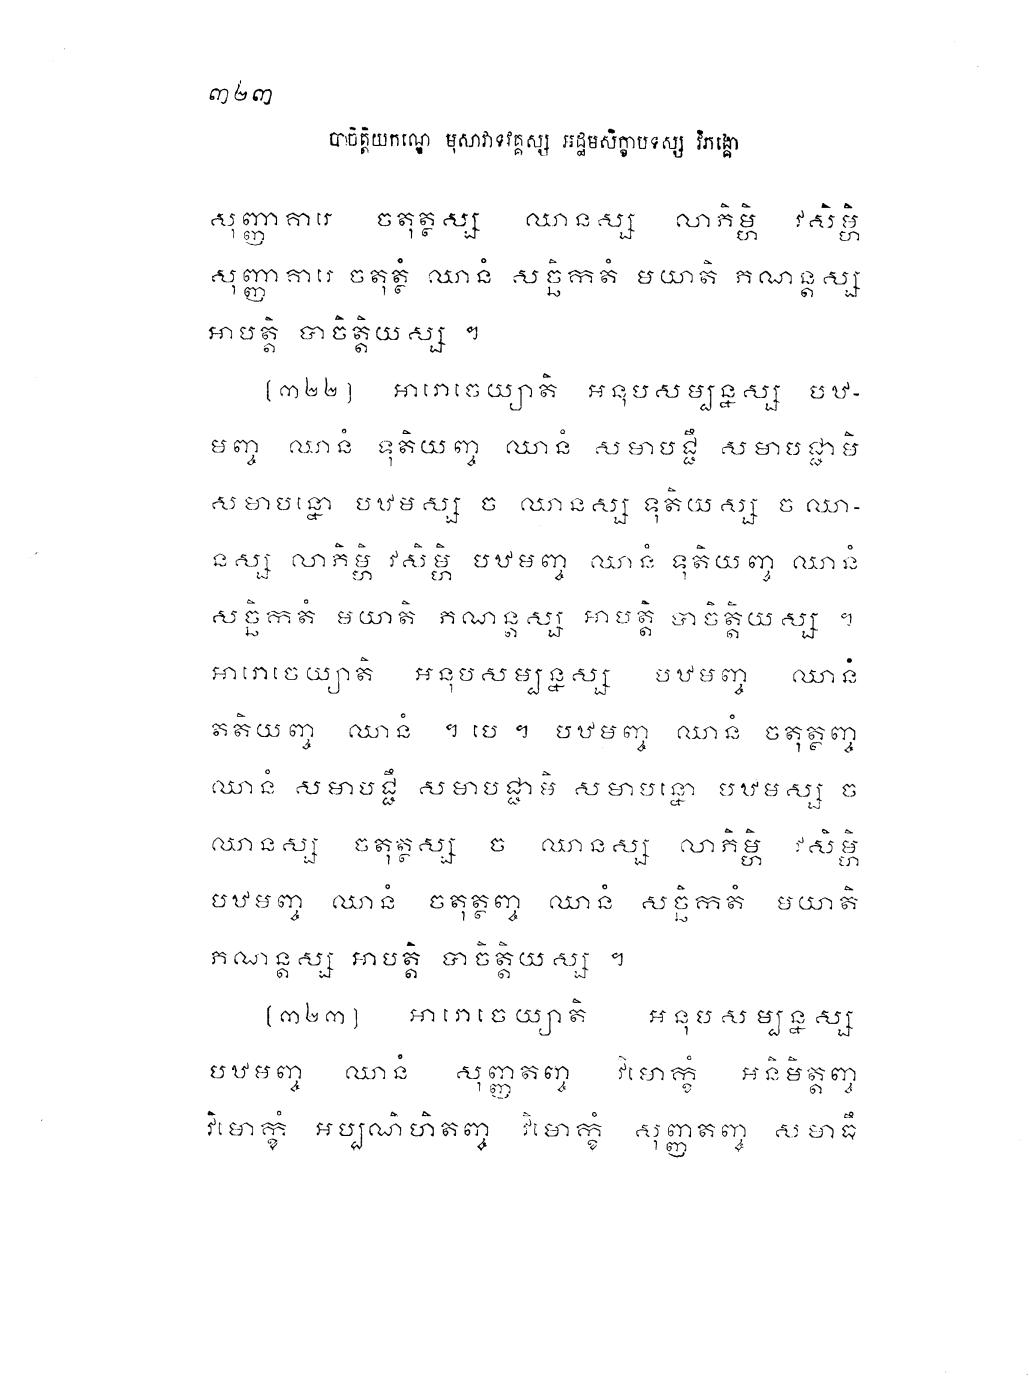 ៣២៣
បាចិត្តិយកណ្ឌេ មុសាវាទវគ្គស្ស អដ្ឋមសិក្ខាបទស្ស វិភង្គោ
សុញ្ញាគារេ ចតុត្ថស្ស ឈានស្ស លាភិម្ហិ វសិម្ហិ
សុញ្ញាគារេ ចតុត្ថំ ឈានំ សច្ឆិកតំ មយាតិ ភណន្តស្ស
អាបត្តិ បាចិត្តិយស្ស ។
(៣២២) អារោចេយ្យាតិ អនុបសម្បន្នស្ស បឋ-
មញ្ច ឈានំ ទុតិយញ្ច ឈានំ សមាបជ្ជឹ សមាបជ្ជាមិ
សមាបន្នោ បឋមស្ស ច ឈានស្ស ទុតិយស្ស ច ឈា-
នស្ស លាភិម្ហិ វសិម្ហិ បឋមញ្ច ឈានំ ទុតិយញ្ច ឈានំ
សច្ឆិកតំ មយាតិ ភណន្តស្ស អាបត្តិ បាចិត្តិយស្ស ។
អារោចេយ្យាតិ អនុបសម្បន្នស្ស បឋមញ្ច ឈានំ
តតិយញ្ច ឈានំ ។ បេ ។ បឋមញ្ច ឈានំ ចតុត្ថញ្ច
ឈានំ សមាបជ្ជឹ សមាបជ្ជាមិ សមាបន្នោ បឋមស្ស ច
ឈានស្ស ចតុត្ថស្ស ច ឈានស្ស លាភិម្ហិ វសិម្ហិ
បឋមញ្ច ឈានំ ចតុត្ថញ្ច ឈានំ សច្ឆិកតំ មយាតិ
ភណន្តស្ស អាបត្តិ បាចិត្តិយស្ស ។
(៣២៣) អារោចេយ្យាតិ អនុបសម្បន្នស្ស
បឋមញ្ច ឈានំ សុញ្ញតញ្ច វិមោក្ខំ អនិមិត្តញ្ច
វិមោក្ខំ អប្បណិហិតញ្ច វិមោក្ខំ សុញ្ញតញ្ច សមាធឹ